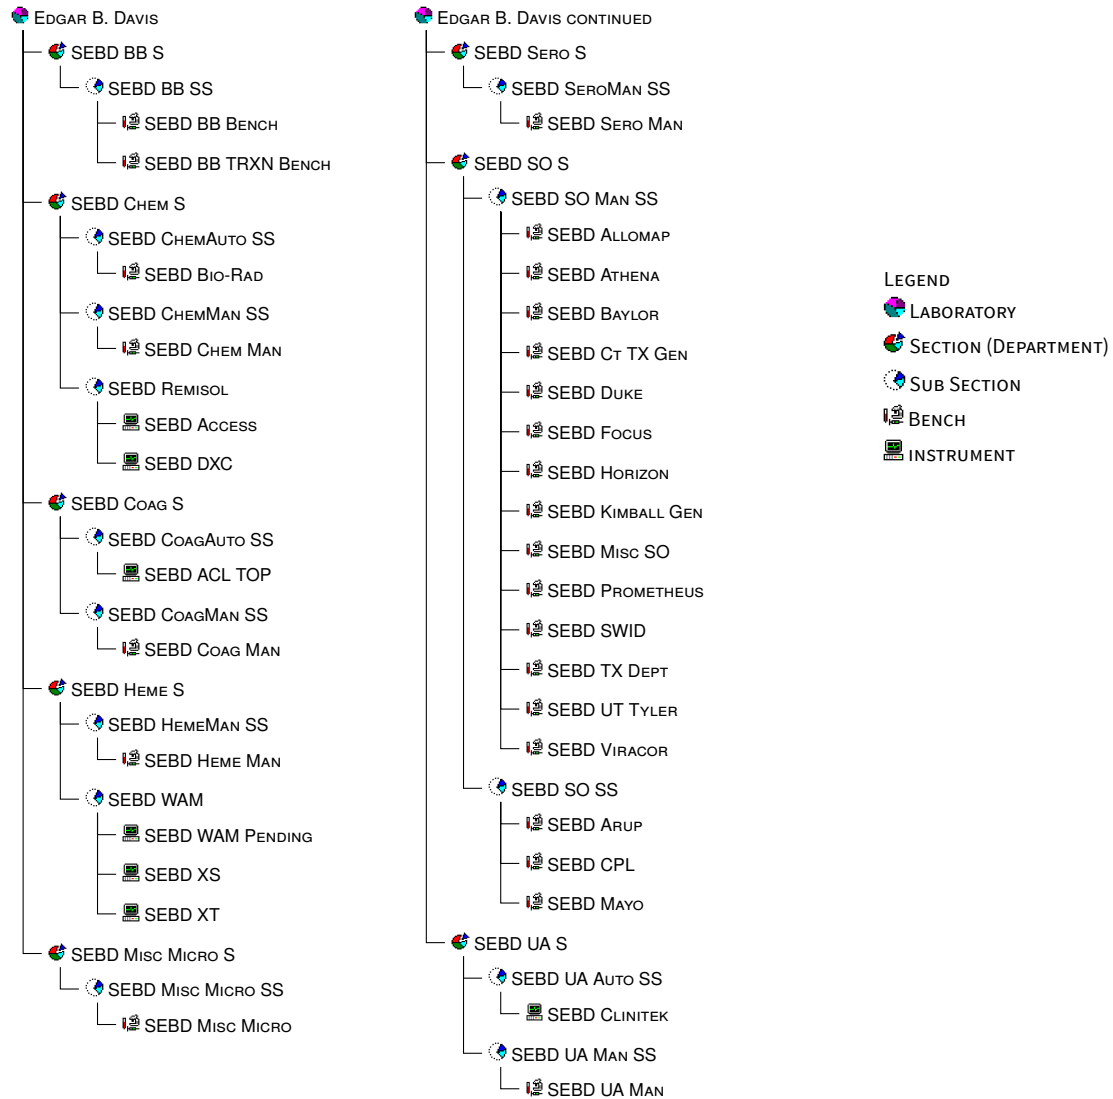 Edgar B. Davis
SEBD BB S
SEBD BB SS
SEBD BB Bench
SEBD BB TRXN Bench
SEBD Chem S
SEBD ChemAuto SS
SEBD Bio-Rad
SEBD ChemMan SS
SEBD Chem Man
SEBD Remisol
SEBD Access
SEBD DXC
SEBD Coag S
SEBD CoagAuto SS
SEBD ACL TOP
SEBD CoagMan SS
SEBD Coag Man
SEBD Heme S
SEBD HemeMan SS
SEBD Heme Man
SEBD WAM
SEBD WAM Pending
SEBD XS
SEBD XT
SEBD Misc Micro S
SEBD Misc Micro SS
SEBD Misc Micro
Edgar B. Davis continued
SEBD Sero S
SEBD SeroMan SS
SEBD Sero Man
SEBD SO S
SEBD SO Man SS
SEBD Allomap
SEBD Athena
SEBD Baylor
SEBD Ct TX Gen
SEBD Duke
SEBD Focus
SEBD Horizon
SEBD Kimball Gen
SEBD Misc SO
SEBD Prometheus
SEBD SWID
SEBD TX Dept
SEBD UT Tyler
SEBD Viracor
SEBD SO SS
SEBD Arup
SEBD CPL
SEBD Mayo
SEBD UA S
SEBD UA Auto SS
SEBD Clinitek
SEBD UA Man SS
SEBD UA Man
Legend
Laboratory
Section (Department)
Sub Section
Bench
instrument